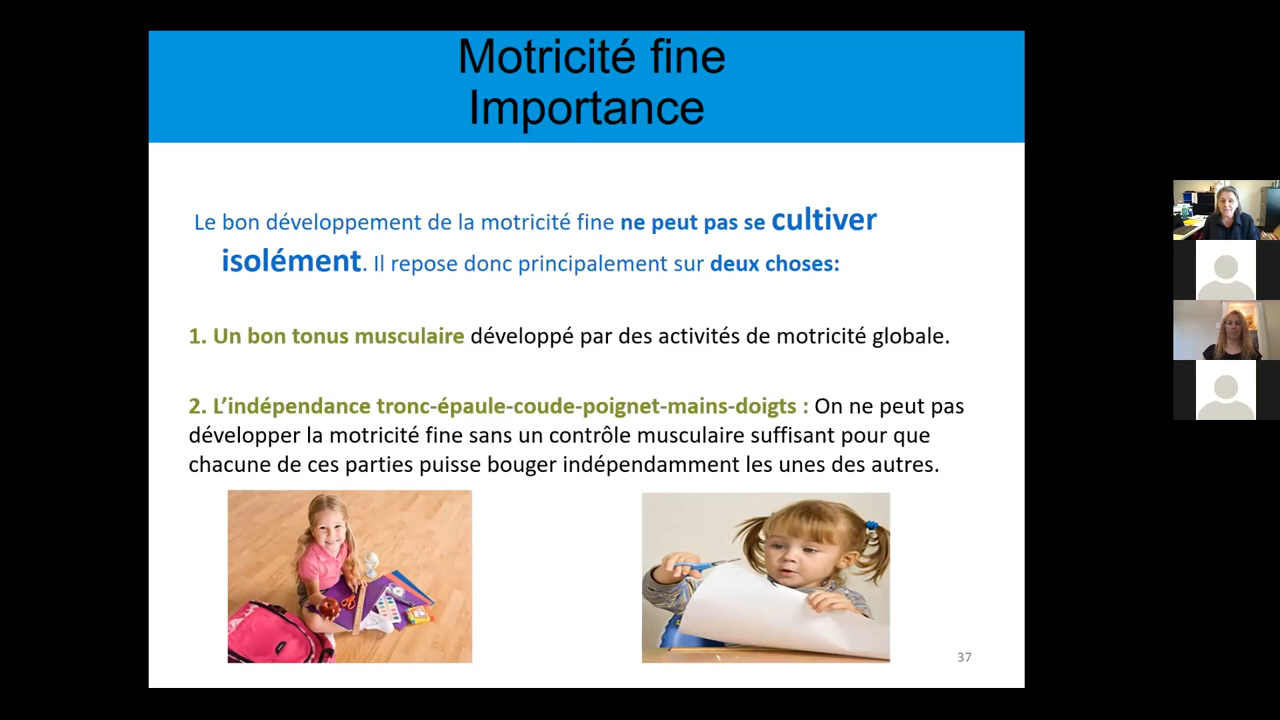 Motricité fine
Importance
Le bon développement de la motricité fine ne peut pas se cultiver
isolément. Il repose donc principalement sur deux choses:
1. Un bon tonus musculaire développé par des activités de motricité globale.
2. L’indépendance tronc-épaule-coude-poignet-mains-doigts : On ne peut pas
développer la motricité fine sans un contrôle musculaire suffisant pour que
chacune de ces parties puisse bouger indépendamment les unes des autres.
37